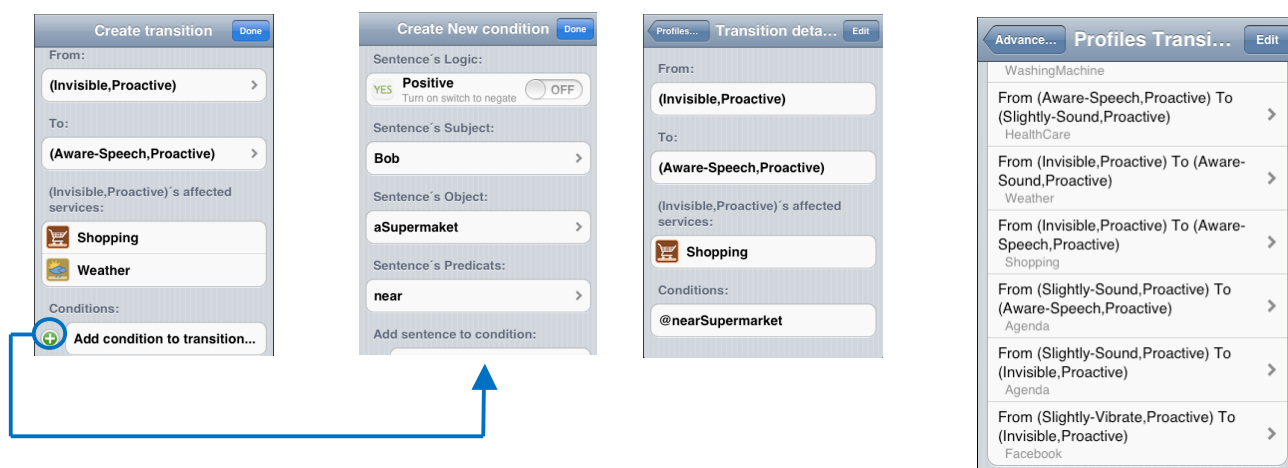 Create transition
Done
From:
(Invisible,Proactive)
To:
(Aware-Speech,Proactive)
(Invisible,Proactive)´s affected
services:
Shopping
Weather
Conditions:
Add condition to transition...
Create New condition
Done
Sentence´s Logic:
YES
Positive
Turn on switch to negate
OFF
Sentence´s Subject:
Bob
Sentence´s Object:
aSupermaket
Sentence´s Predicats:
near
Add sentence to condition:
Profiles...
Transition deta...
Edit
From:
(Invisible,Proactive)
To:
(Aware-Speech,Proactive)
(Invisible,Proactive)´s affected
services:
Shopping
Conditions:
@nearSupermarket
Advance...
Profiles Transi...
Edit
WashingMachine
From (Aware-Speech,Proactive) To
(Slightly-Sound,Proactive)
HealthCare
From (Invisible,Proactive) To (Aware-
Sound,Proactive)
Weather
From (Invisible,Proactive) To (Aware-
Speech,Proactive)
Shopping
From (Slightly-Sound,Proactive) To
(Aware-Speech,Proactive)
Agenda
From (Slightly-Sound,Proactive) To
(Invisible,Proactive)
Agenda
From (Slightly-Vibrate,Proactive) To
(Invisible,Proactive)
Facebook